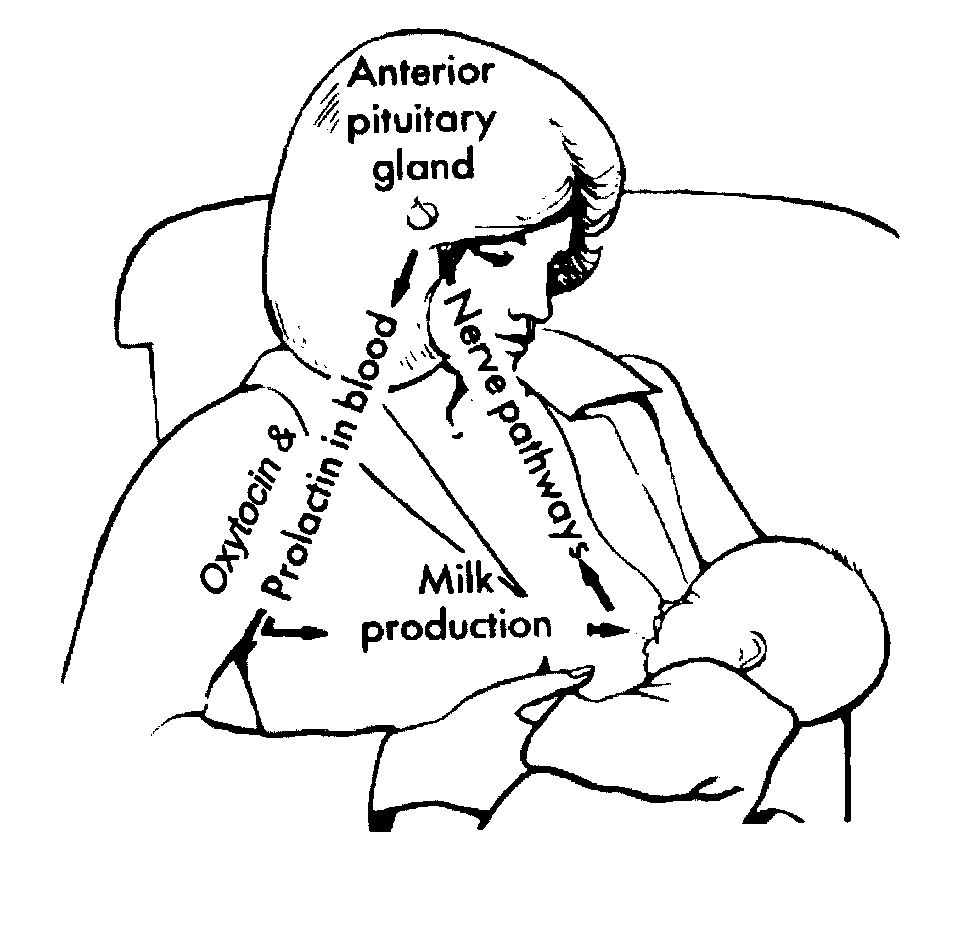 Anterior
pituitary
gland
Oxytocin &
Prolactin in blood
Nerve pathways
Milk
production